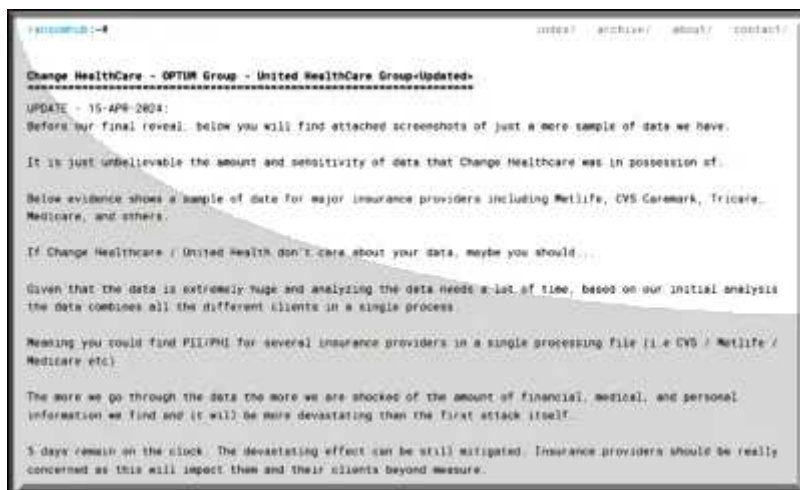 ransomhub:~#
index/ archive/ about/ contact/
Change HealthCare - OPTUM Group - United HealthCare Group<Updated>
UPDATE - 15-APR-2024:
Before our final reveal, below you will find attached screenshots of just a mere sample of data we have.
It is just unbelievable the amount and sensitivity of data that Change Healthcare was in possession of.
Below evidence shows a sample of data for major insurance providers including Metlife, CVS Caremark, Tricare,
Medicare, and others.
If Change Healthcare / United Health don't care about your data, maybe you should...
Given that the data is extremely huge and analyzing the data needs a lot of time, based on our initial analysis
the data combines all the different clients in a single process.
Meaning you could find PII/PHI for several insurance providers in a single processing file (i.e CVS / Metlife /
Medicare etc)
The more we go through the data the more we are shocked of the amount of financial, medical, and personal
information we find and it will be more devastating than the first attack itself.
5 days remain on the clock. The devastating effect can be still mitigated. Insurance providers should be really
concerned as this will impact them and their clients beyond measure.